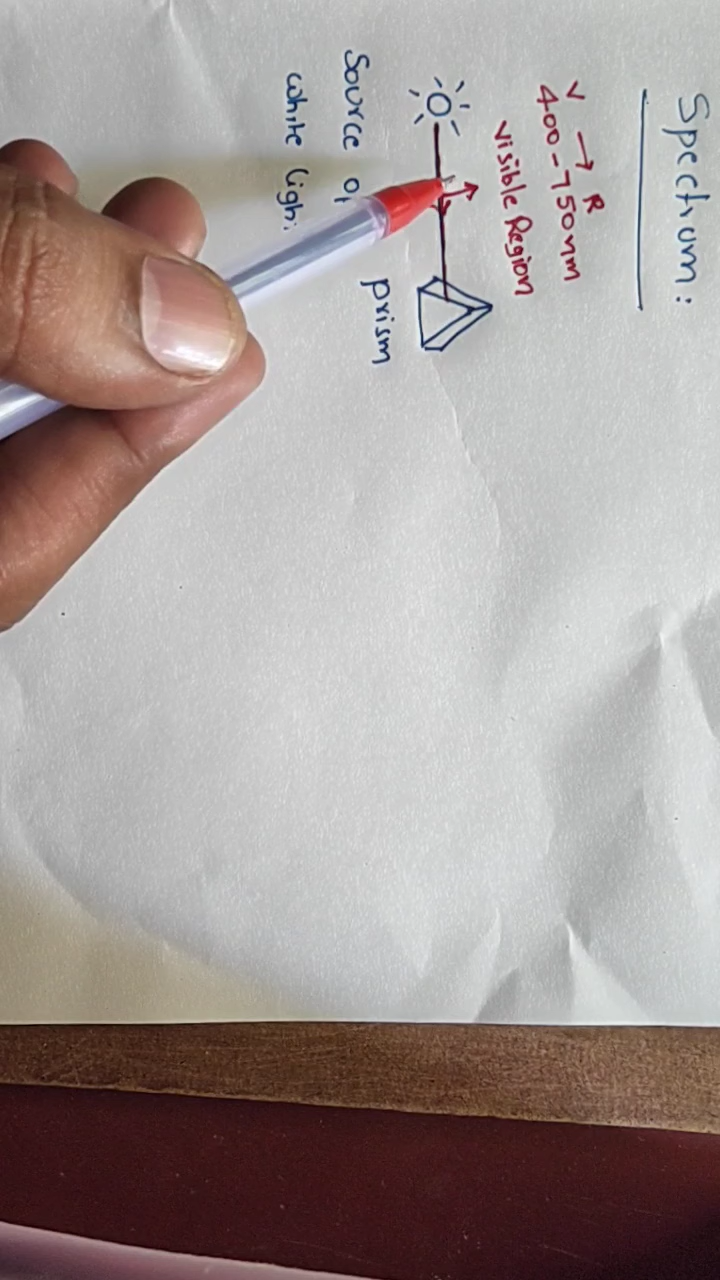 Spectrum:
V → R
400-750nm
visible Region
prism
Source of
white light